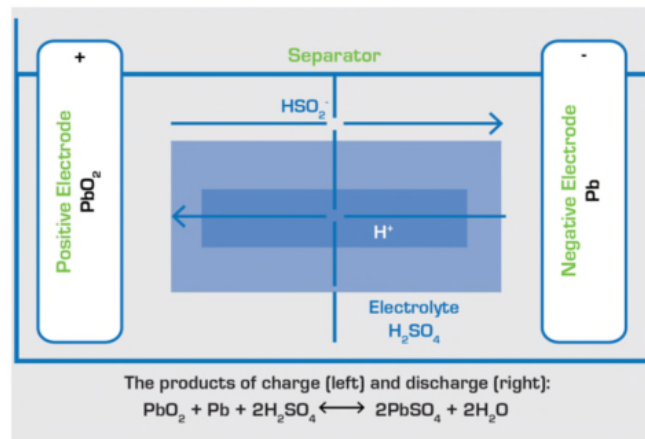 +
-
Separator
HSO₂⁻
Positive Electrode
PbO₂
Negative Electrode
Pb
H⁺
Electrolyte
H₂SO₄
The products of charge (left) and discharge (right):
PbO₂ + Pb + 2H₂SO₄ ⟷ 2PbSO₄ + 2H₂O